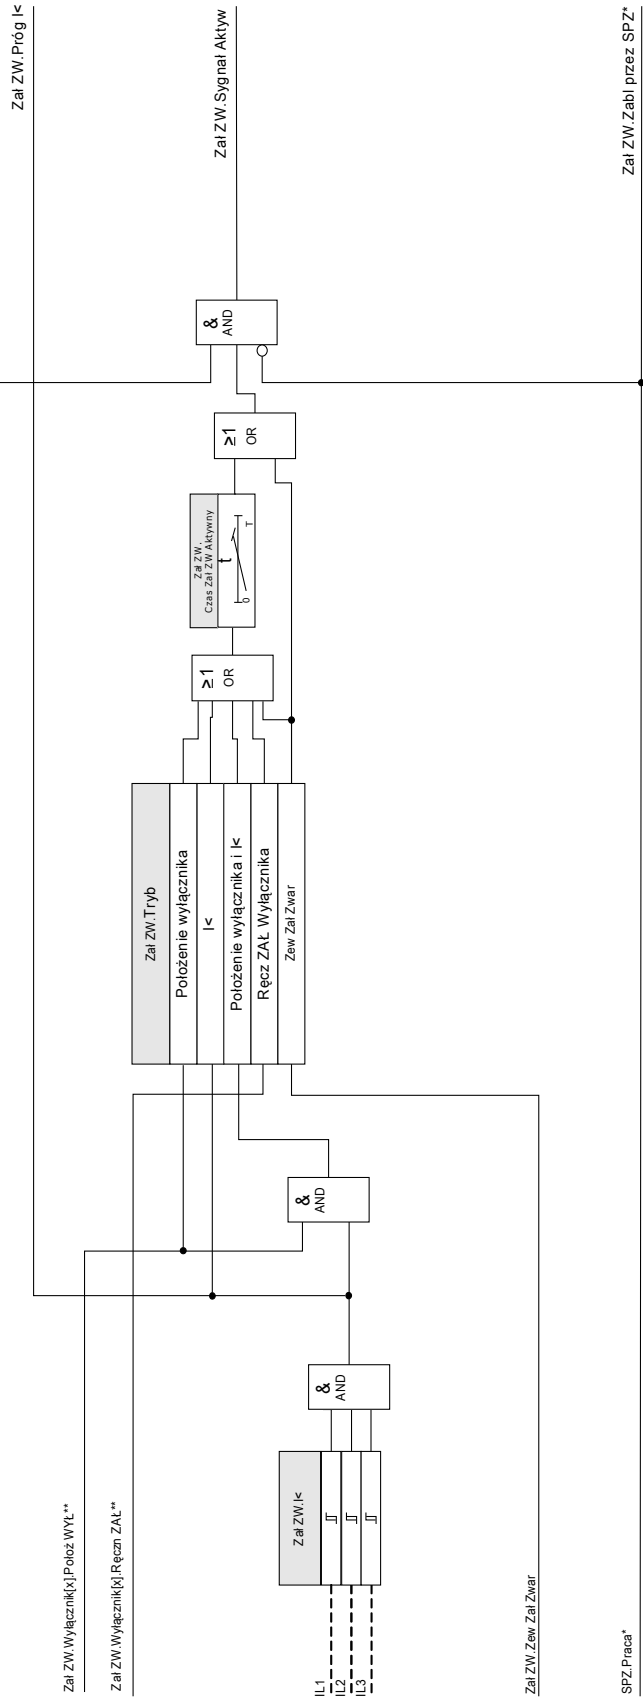 Zał ZW.Wyłącznik[x].Położ WYŁ**
Zał ZW.Wyłącznik[x].Ręczn ZAŁ**
IL1
IL2
IL3
Zał ZW.I<
&
AND
&
AND
Zał ZW.Zew Zał Zwar
SPZ.Praca*
Zał ZW.Tryb
Położenie wyłącznika
I<
Położenie wyłącznika i I<
Ręcz ZAŁ Wyłącznika
Zew Zał Zwar
≥1
OR
Zał ZW.
Czas Zał ZW Aktywny
t
0
T
≥1
OR
&
AND
Zał ZW.Próg I<
Zał ZW.Sygnał Aktyw
Zał ZW.Zabl przez SPZ*